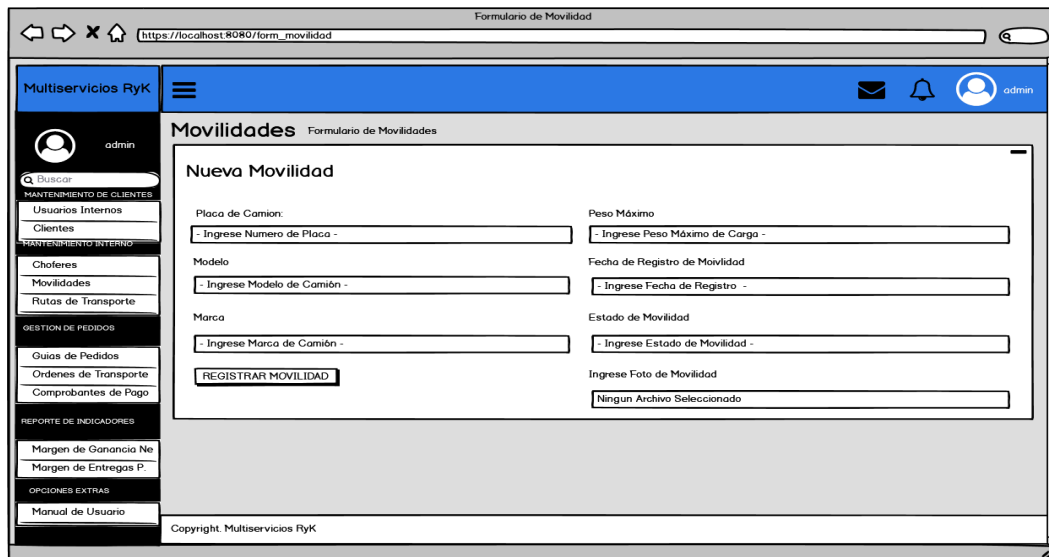 Formulario de Movilidad
https://localhost:8080/form_movilidad
Multiservicios RyK
admin
admin
Buscar
MANTENIMIENTO DE CLIENTES
Usuarios Internos
Clientes
MANTENIMIENTO INTERNO
Choferes
Movilidades
Rutas de Transporte
GESTION DE PEDIDOS
Guias de Pedidos
Ordenes de Transporte
Comprobantes de Pago
REPORTE DE INDICADORES
Margen de Ganancia Ne
Margen de Entregas P.
OPCIONES EXTRAS
Manual de Usuario
Movilidades Formulario de Movilidades
Nueva Movilidad
Placa de Camion:
- Ingrese Numero de Placa -
Modelo
- Ingrese Modelo de Camión -
Marca
- Ingrese Marca de Camión -
REGISTRAR MOVILIDAD
Peso Máximo
- Ingrese Peso Máximo de Carga -
Fecha de Registro de Moivlidad
- Ingrese Fecha de Registro -
Estado de Movilidad
- Ingrese Estado de Movilidad -
Ingrese Foto de Movilidad
Ningun Archivo Seleccionado
Copyright. Multiservicios RyK